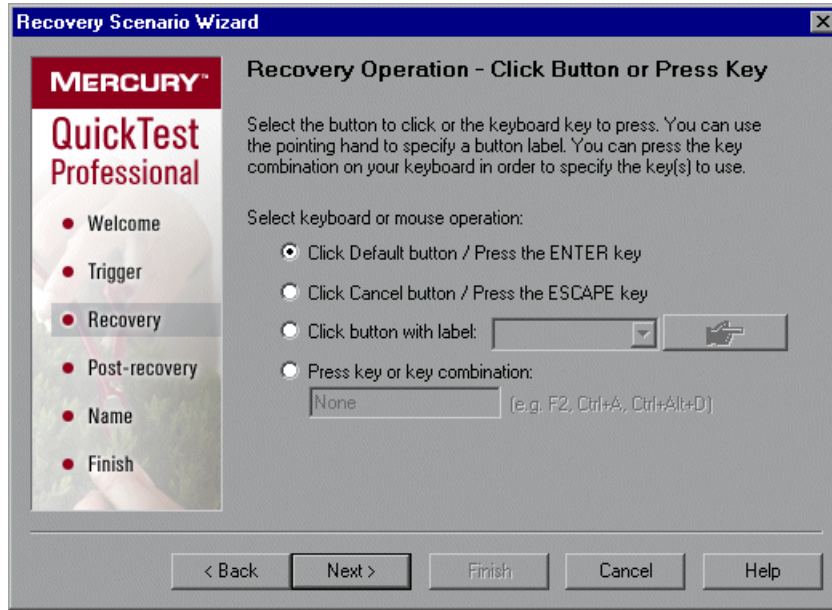 Recovery Scenario Wizard
MERCURY™
QuickTest
Professional
Welcome
Trigger
Recovery
Post-recovery
Name
Finish
Recovery Operation - Click Button or Press Key
Select the button to click or the keyboard key to press. You can use
the pointing hand to specify a button label. You can press the key
combination on your keyboard in order to specify the key(s) to use.
Select keyboard or mouse operation:
Click Default button / Press the ENTER key
Click Cancel button / Press the ESCAPE key
Click button with label:
Press key or key combination:
None (e.g. F2, Ctrl+A, Ctrl+Alt+D)
< Back Next > Finish Cancel Help